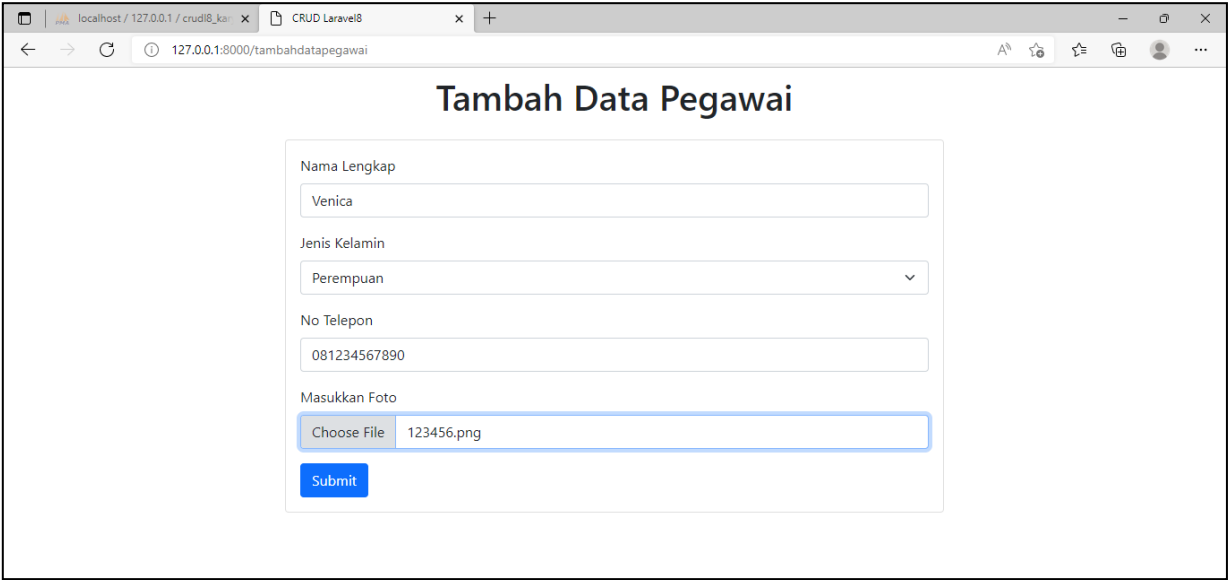 localhost / 127.0.0.1 / crudl8_kar
CRUD Laravel8
127.0.0.1:8000/tambahdatapegawai
Tambah Data Pegawai
Nama Lengkap
Venica
Jenis Kelamin
Perempuan
No Telepon
081234567890
Masukkan Foto
Choose File 123456.png
Submit